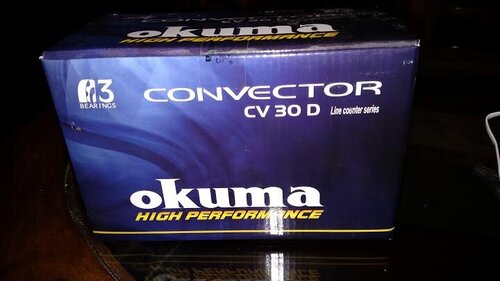 okuma
HIGH PERFORMANCE
3
BEARINGS
CONVECTOR
CV 30 D Line counter series
okuma
HIGH PERFORMANCE